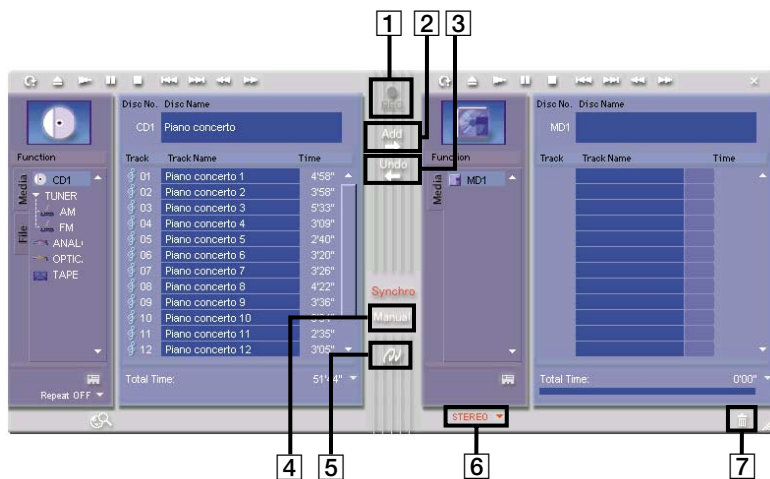 1 2 3
Disc No. Disc Name
CD1 Piano concerto
Function
Media
File
CD1
TUNER
AM
FM
ANAL
OPTIC.
TAPE
Repeat OFF
Track Track Name Time
01 Piano concerto 1 4'58"
02 Piano concerto 2 3'58"
03 Piano concerto 3 5'33"
04 Piano concerto 4 3'09"
05 Piano concerto 5 2'40"
06 Piano concerto 6 3'20"
07 Piano concerto 7 3'26"
08 Piano concerto 8 4'22"
09 Piano concerto 9 3'36"
10 Piano concerto 10
11 Piano concerto 11 2'35"
12 Piano concerto 12 3'05"
Total Time: 51'44"
REC
Add
Undo
Synchro
Manual
Disc No. Disc Name
MD1
Function
Media
MD1
Track Track Name Time
Total Time: 0'00"
STEREO
4 5 6 7